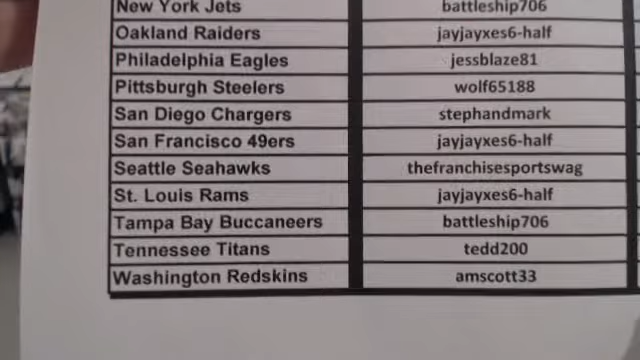 New York Jets battleship706
Oakland Raiders jayjayxes6-half
Philadelphia Eagles jessblaze81
Pittsburgh Steelers wolf65188
San Diego Chargers stephandmark
San Francisco 49ers jayjayxes6-half
Seattle Seahawks thefranchisesportswag
St. Louis Rams jayjayxes6-half
Tampa Bay Buccaneers battleship706
Tennessee Titans tedd200
Washington Redskins amscott33